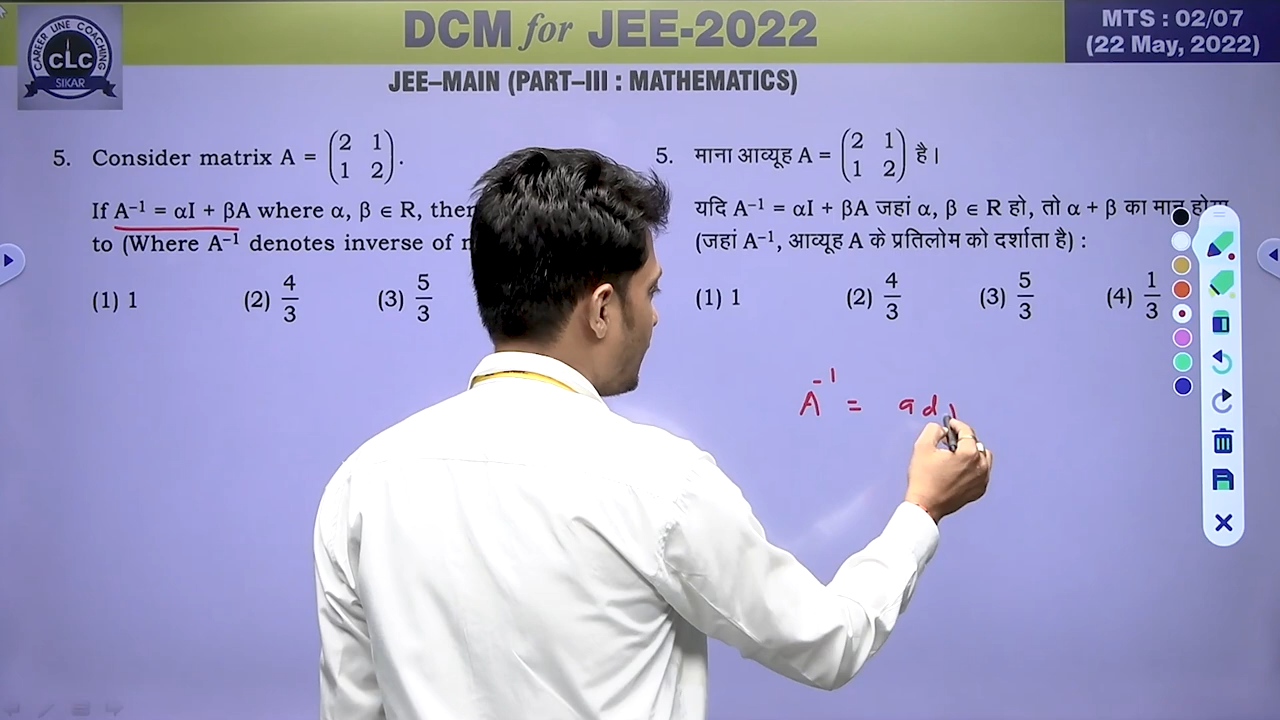 DCM for JEE-2022
MTS : 02/07
(22 May, 2022)
CAREER LINE COACHING
CLC
SIKAR
JEE–MAIN (PART–III : MATHEMATICS)
5. Consider matrix A = (2 1
1 2).
If A⁻¹ = αI + βA where α, β ∈ R, then
to (Where A⁻¹ denotes inverse of
(1) 1 (2) 4/3 (3) 5/3
5. माना आव्यूह A = (2 1
1 2) है।
यदि A⁻¹ = αI + βA जहां α, β ∈ R हो, तो α + β का मान
(जहां A⁻¹, आव्यूह A के प्रतिलोम को दर्शाता है) :
(1) 1 (2) 4/3 (3) 5/3 (4) 1/3
A⁻¹ = adj